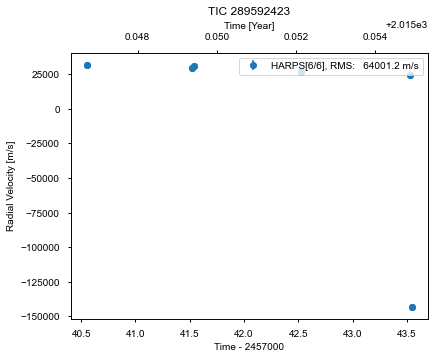 TIC 289592423
Time [Year]
+2.015e3
0.048 0.050 0.052 0.054
HARPS[6/6], RMS: 64001.2 m/s
25000
0
−25000
−50000
−75000
−100000
−125000
−150000
Radial Velocity [m/s]
40.5 41.0 41.5 42.0 42.5 43.0 43.5
Time - 2457000